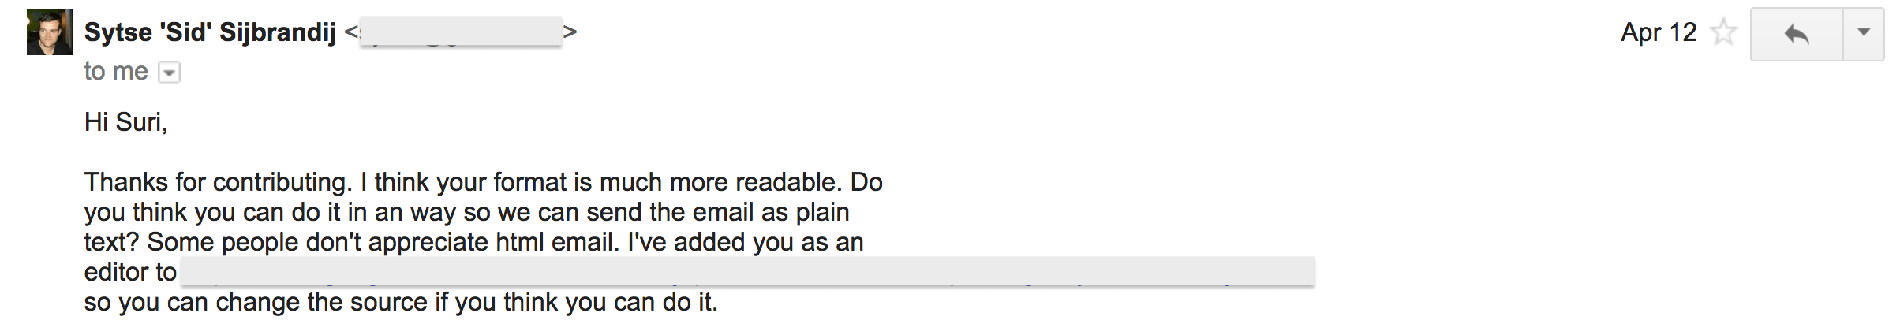 Sytse 'Sid' Sijbrandij < > Apr 12
to me
Hi Suri,
Thanks for contributing. I think your format is much more readable. Do
you think you can do it in an way so we can send the email as plain
text? Some people don't appreciate html email. I've added you as an
editor to
so you can change the source if you think you can do it.